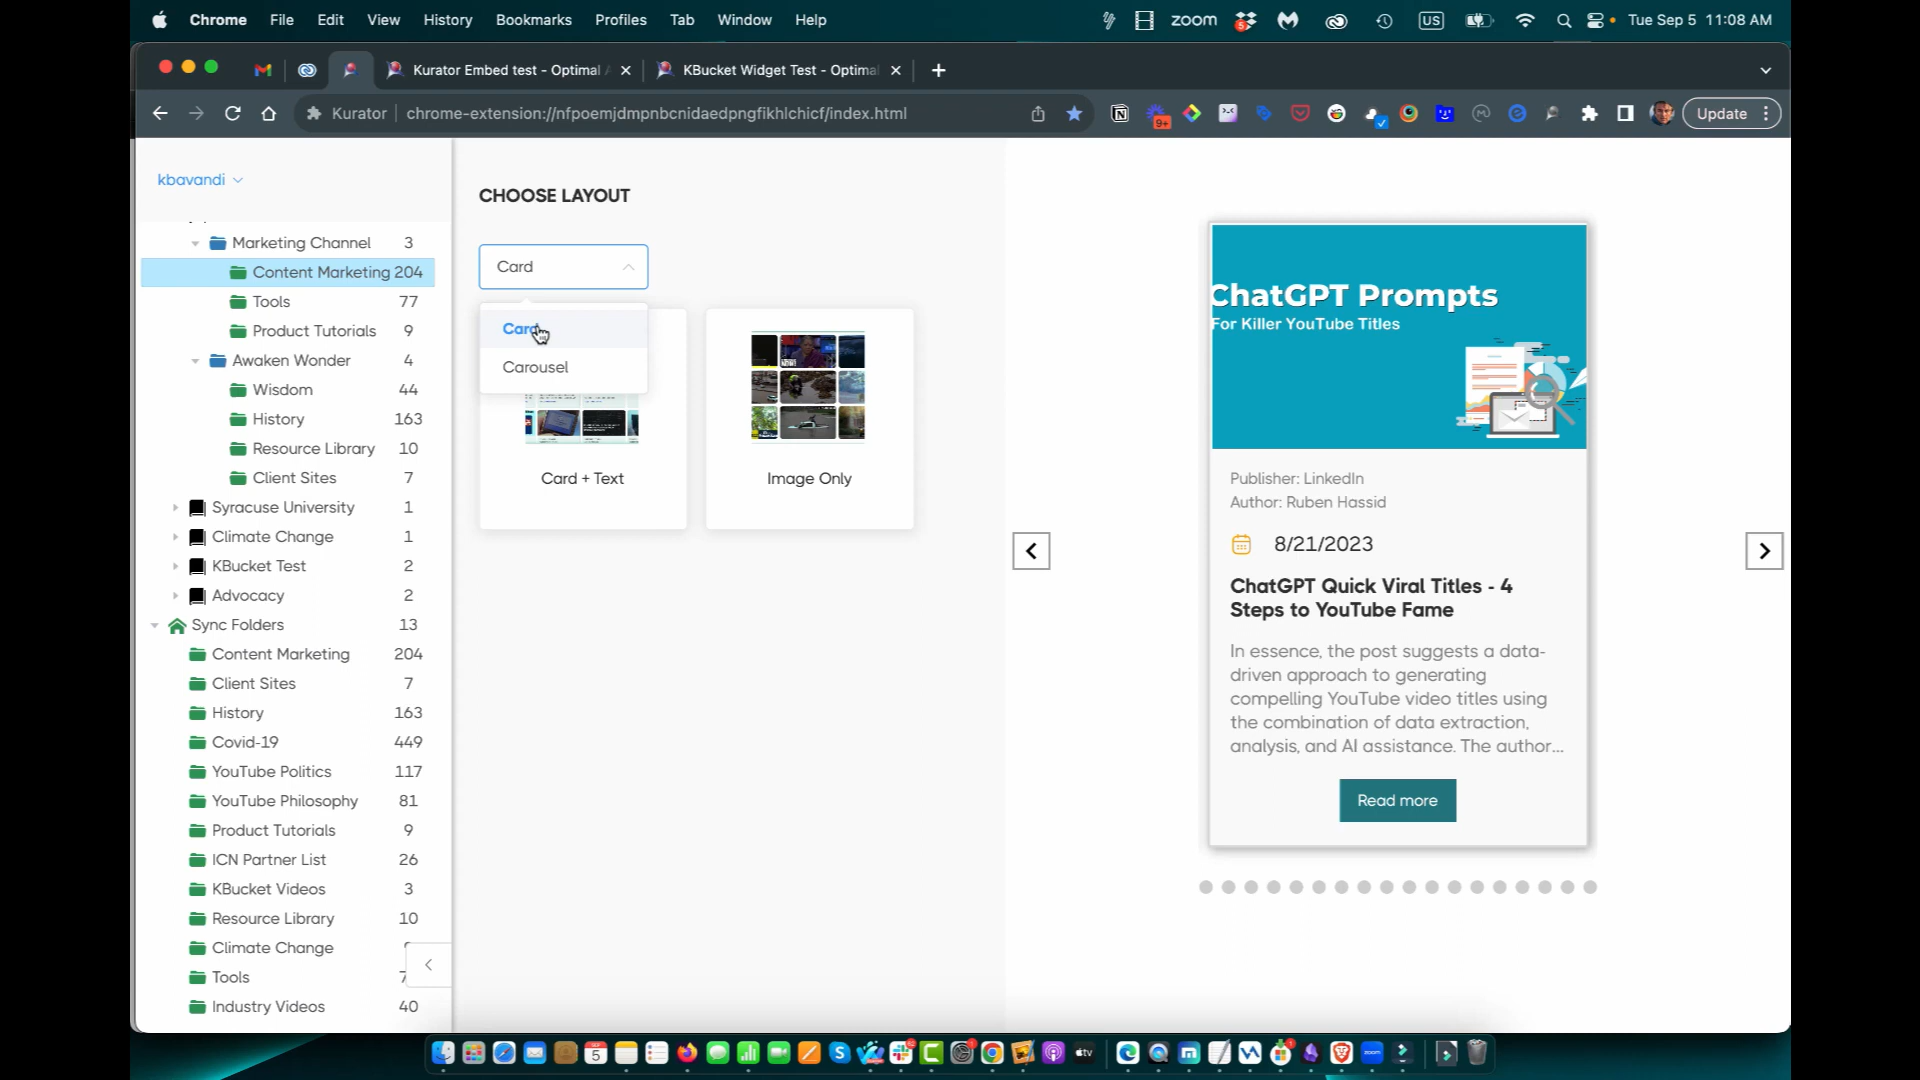 Chrome File Edit View History Bookmarks Profiles Tab Window Help
zoom 5 US Tue Sep 5 11:08 AM
Kurator Embed test - Optimal
KBucket Widget Test - Optimal
Kurator chrome-extension://nfpoemjdmpnbcnidaedpngfikhlchicf/index.html
9+
Update
kbavandi
Marketing Channel 3
Content Marketing 204
Tools 77
Product Tutorials 9
Awaken Wonder 4
Wisdom 44
History 163
Resource Library 10
Client Sites 7
Syracuse University 1
Climate Change 1
KBucket Test 2
Advocacy 2
Sync Folders 13
Content Marketing 204
Client Sites 7
History 163
Covid-19 449
YouTube Politics 117
YouTube Philosophy 81
Product Tutorials 9
ICN Partner List 26
KBucket Videos 3
Resource Library 10
Climate Change
Tools
Industry Videos 40
CHOOSE LAYOUT
Card
Card
Carousel
Card + Text
Image Only
ChatGPT Prompts
For Killer YouTube Titles
Publisher: LinkedIn
Author: Ruben Hassid
8/21/2023
ChatGPT Quick Viral Titles - 4
Steps to YouTube Fame
In essence, the post suggests a data-
driven approach to generating
compelling YouTube video titles using
the combination of data extraction,
analysis, and AI assistance. The author...
Read more
5
tv
zoom